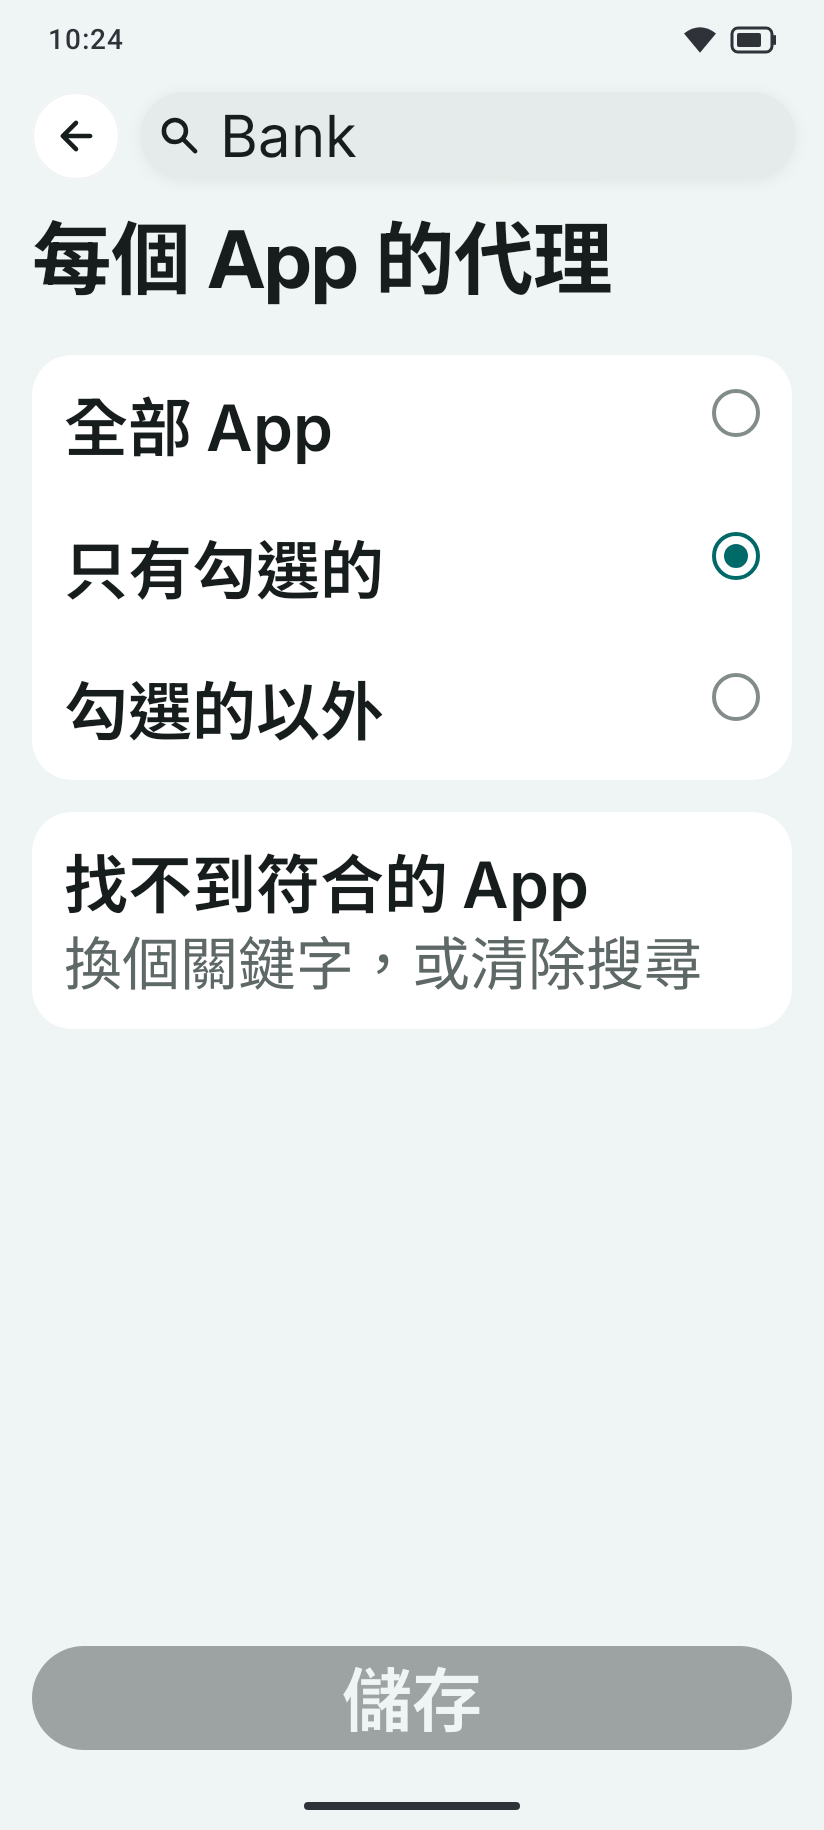 10:24
Bank
每個 App 的代理
全部 App
只有勾選的
勾選的以外
找不到符合的 App
換個關鍵字，或清除搜尋
儲存